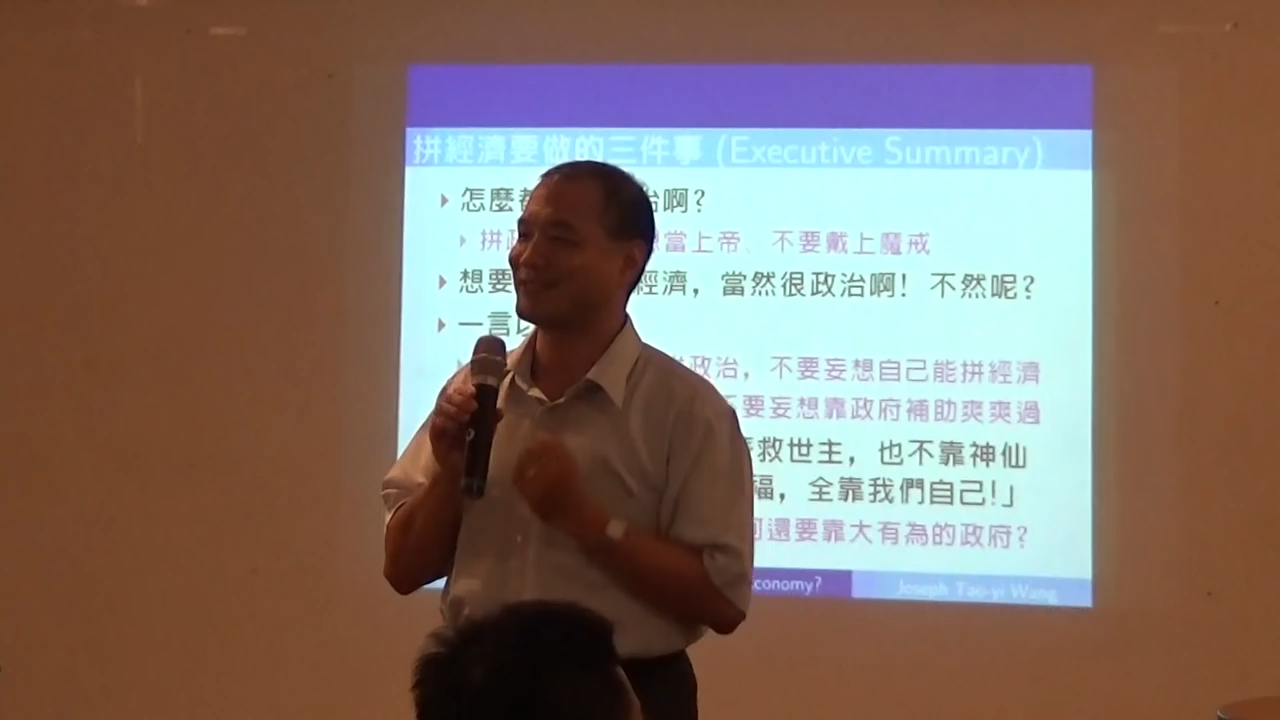 拼經濟要做的三件事 (Executive Summary)
怎麼 治啊?
拼政 當上帝、不要戴上魔戒
想要 經濟，當然很政治啊! 不然呢?
一言以
政治，不要妄想自己能拼經濟
要妄想靠政府補助爽爽過
救世主，也不靠神仙
福，全靠我們自己!」
還要靠大有為的政府?
conomy? Joseph Tao-yi Wang